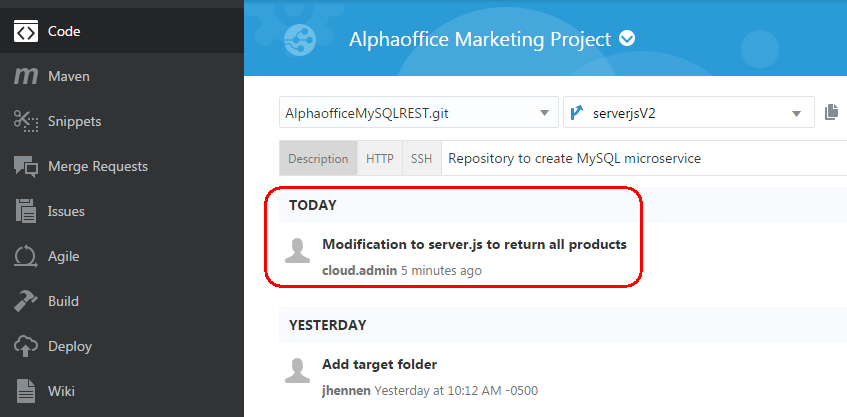 Code
Maven
Snippets
Merge Requests
Issues
Agile
Build
Deploy
Wiki
Alphaoffice Marketing Project
AlphaofficeMySQLREST.git
serverjsV2
Description HTTP SSH Repository to create MySQL microservice
TODAY
Modification to server.js to return all products
cloud.admin 5 minutes ago
YESTERDAY
Add target folder
jhennen Yesterday at 10:12 AM -0500